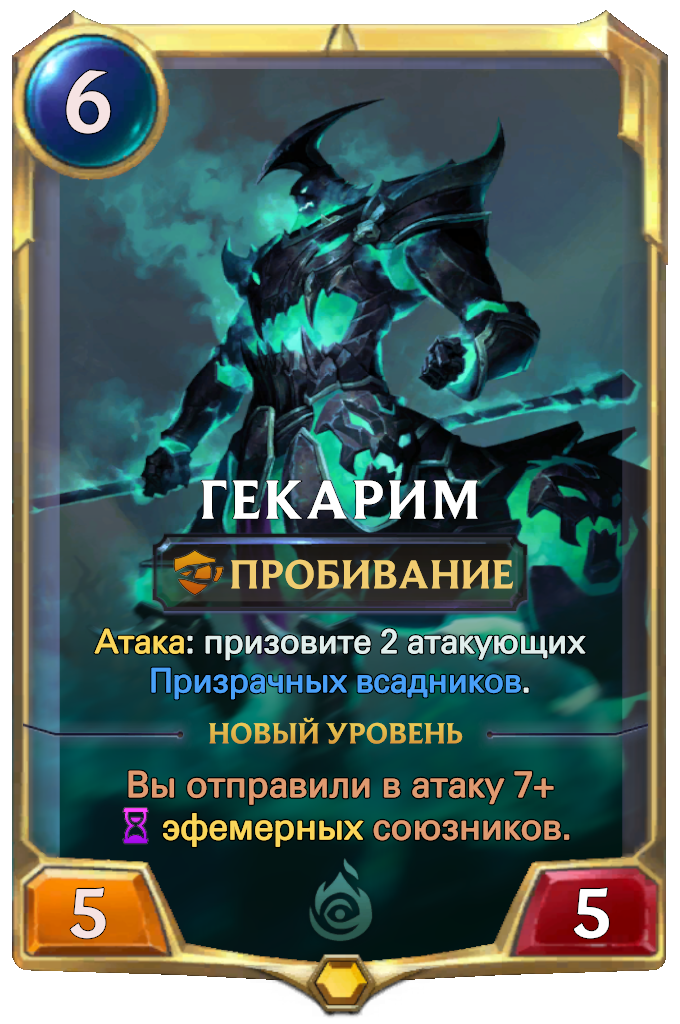 6
ГЕКАРИМ
ПРОБИВАНИЕ
Атака: призовите 2 атакующих
Призрачных всадников.
НОВЫЙ УРОВЕНЬ
Вы отправили в атаку 7+
эфемерных союзников.
5
5